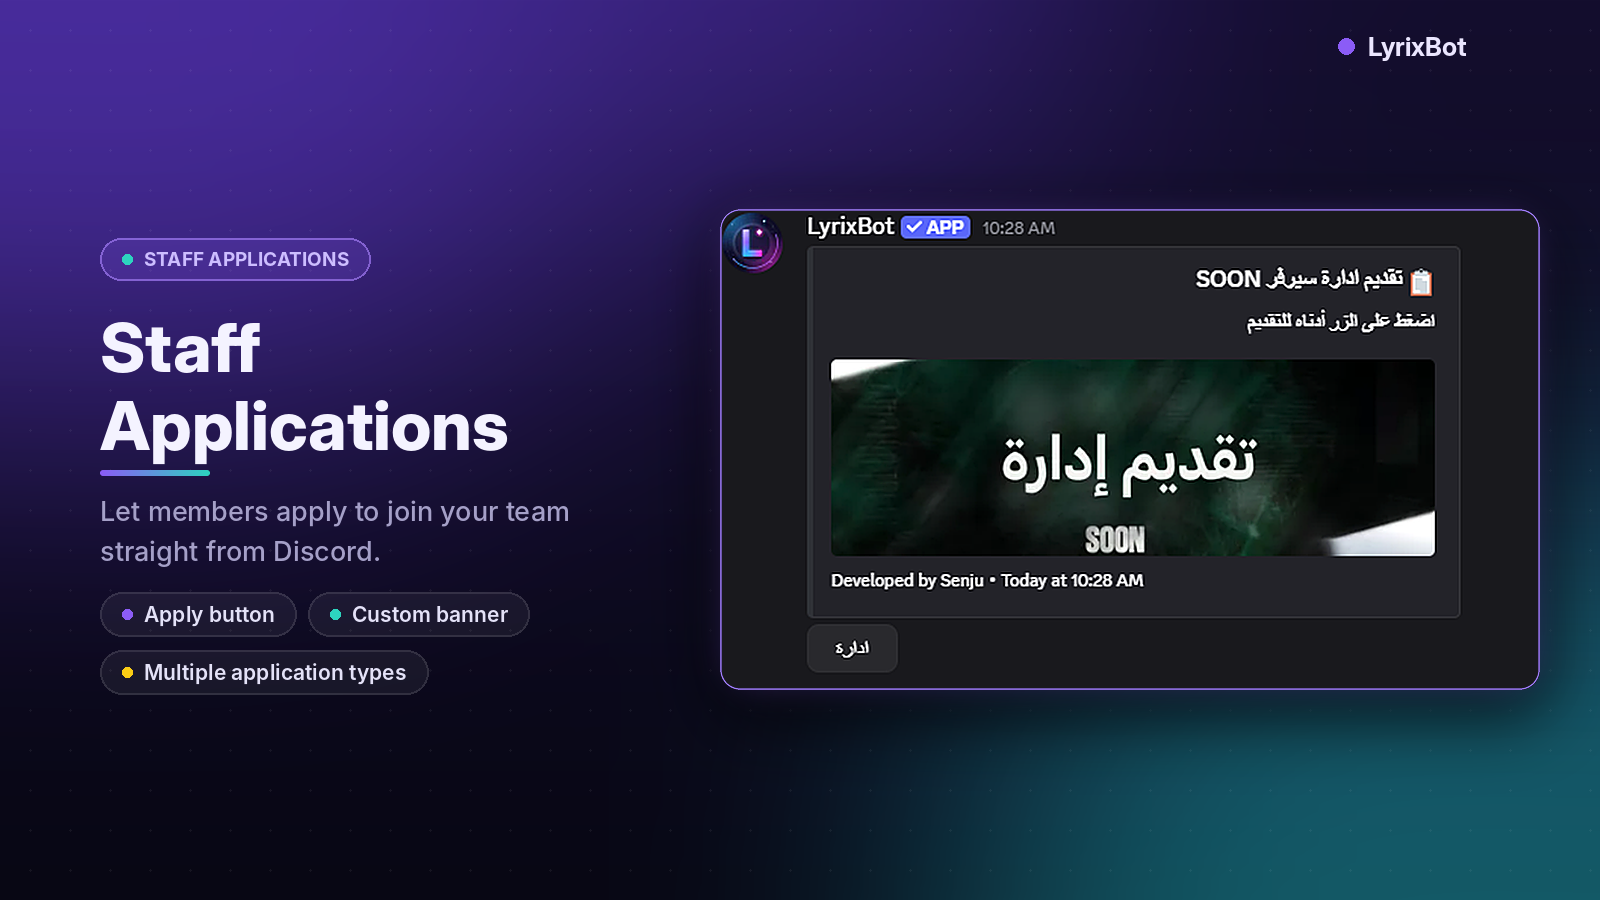 LyrixBot
STAFF APPLICATIONS
Staff
Applications
Let members apply to join your team
straight from Discord.
Apply button
Custom banner
Multiple application types
L
LyrixBot APP 10:28 AM
📋 تقديم ادارة سيرفر SOON
اضغط على الزر أدناه للتقديم
تقديم إدارة
SOON
Developed by Senju • Today at 10:28 AM
ادارة